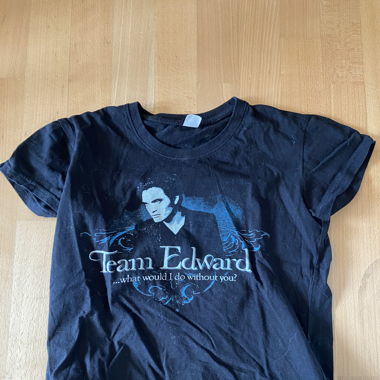 Team Edward
...what would I do without you?